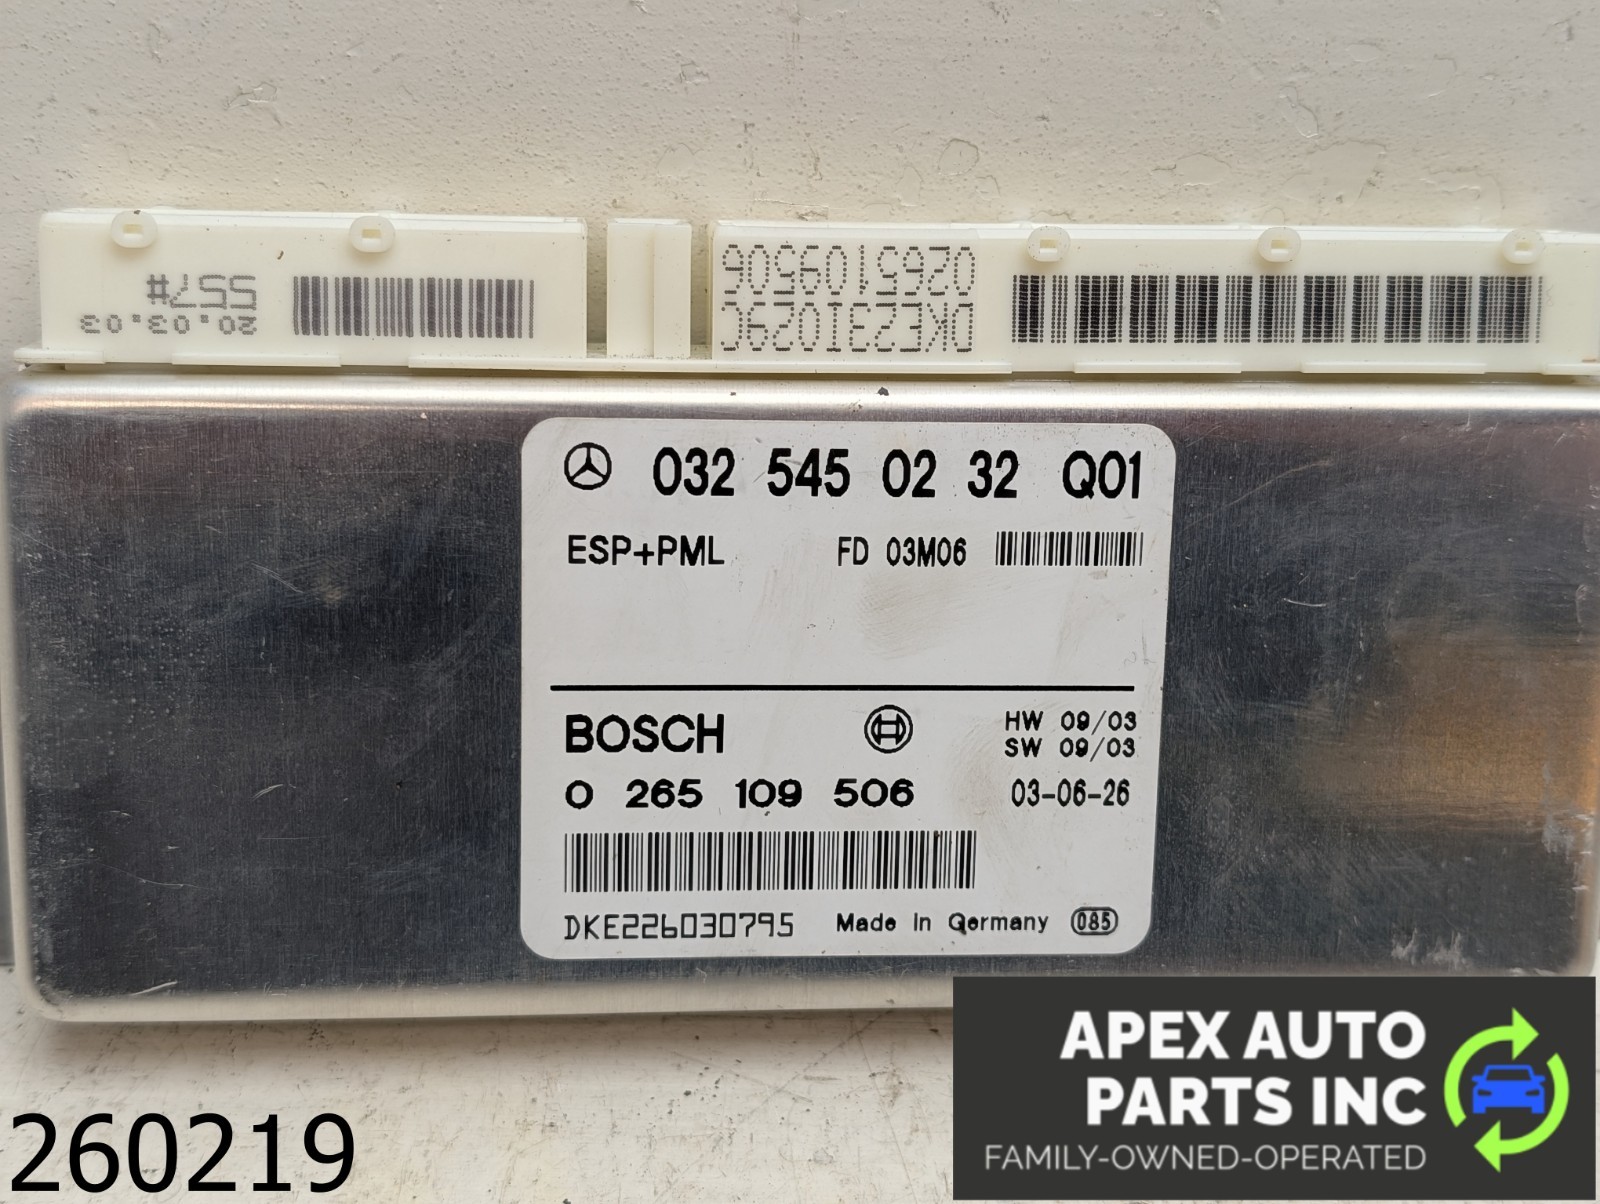 0265109506
DKE231029C
557#
20.03.03
032 545 02 32 Q01
ESP+PML FD 03M06
BOSCH HW 09/03
SW 09/03
0 265 109 506 03-06-26
DKE226030795 Made In Germany 085
APEX AUTO
PARTS INC
FAMILY-OWNED-OPERATED
260219